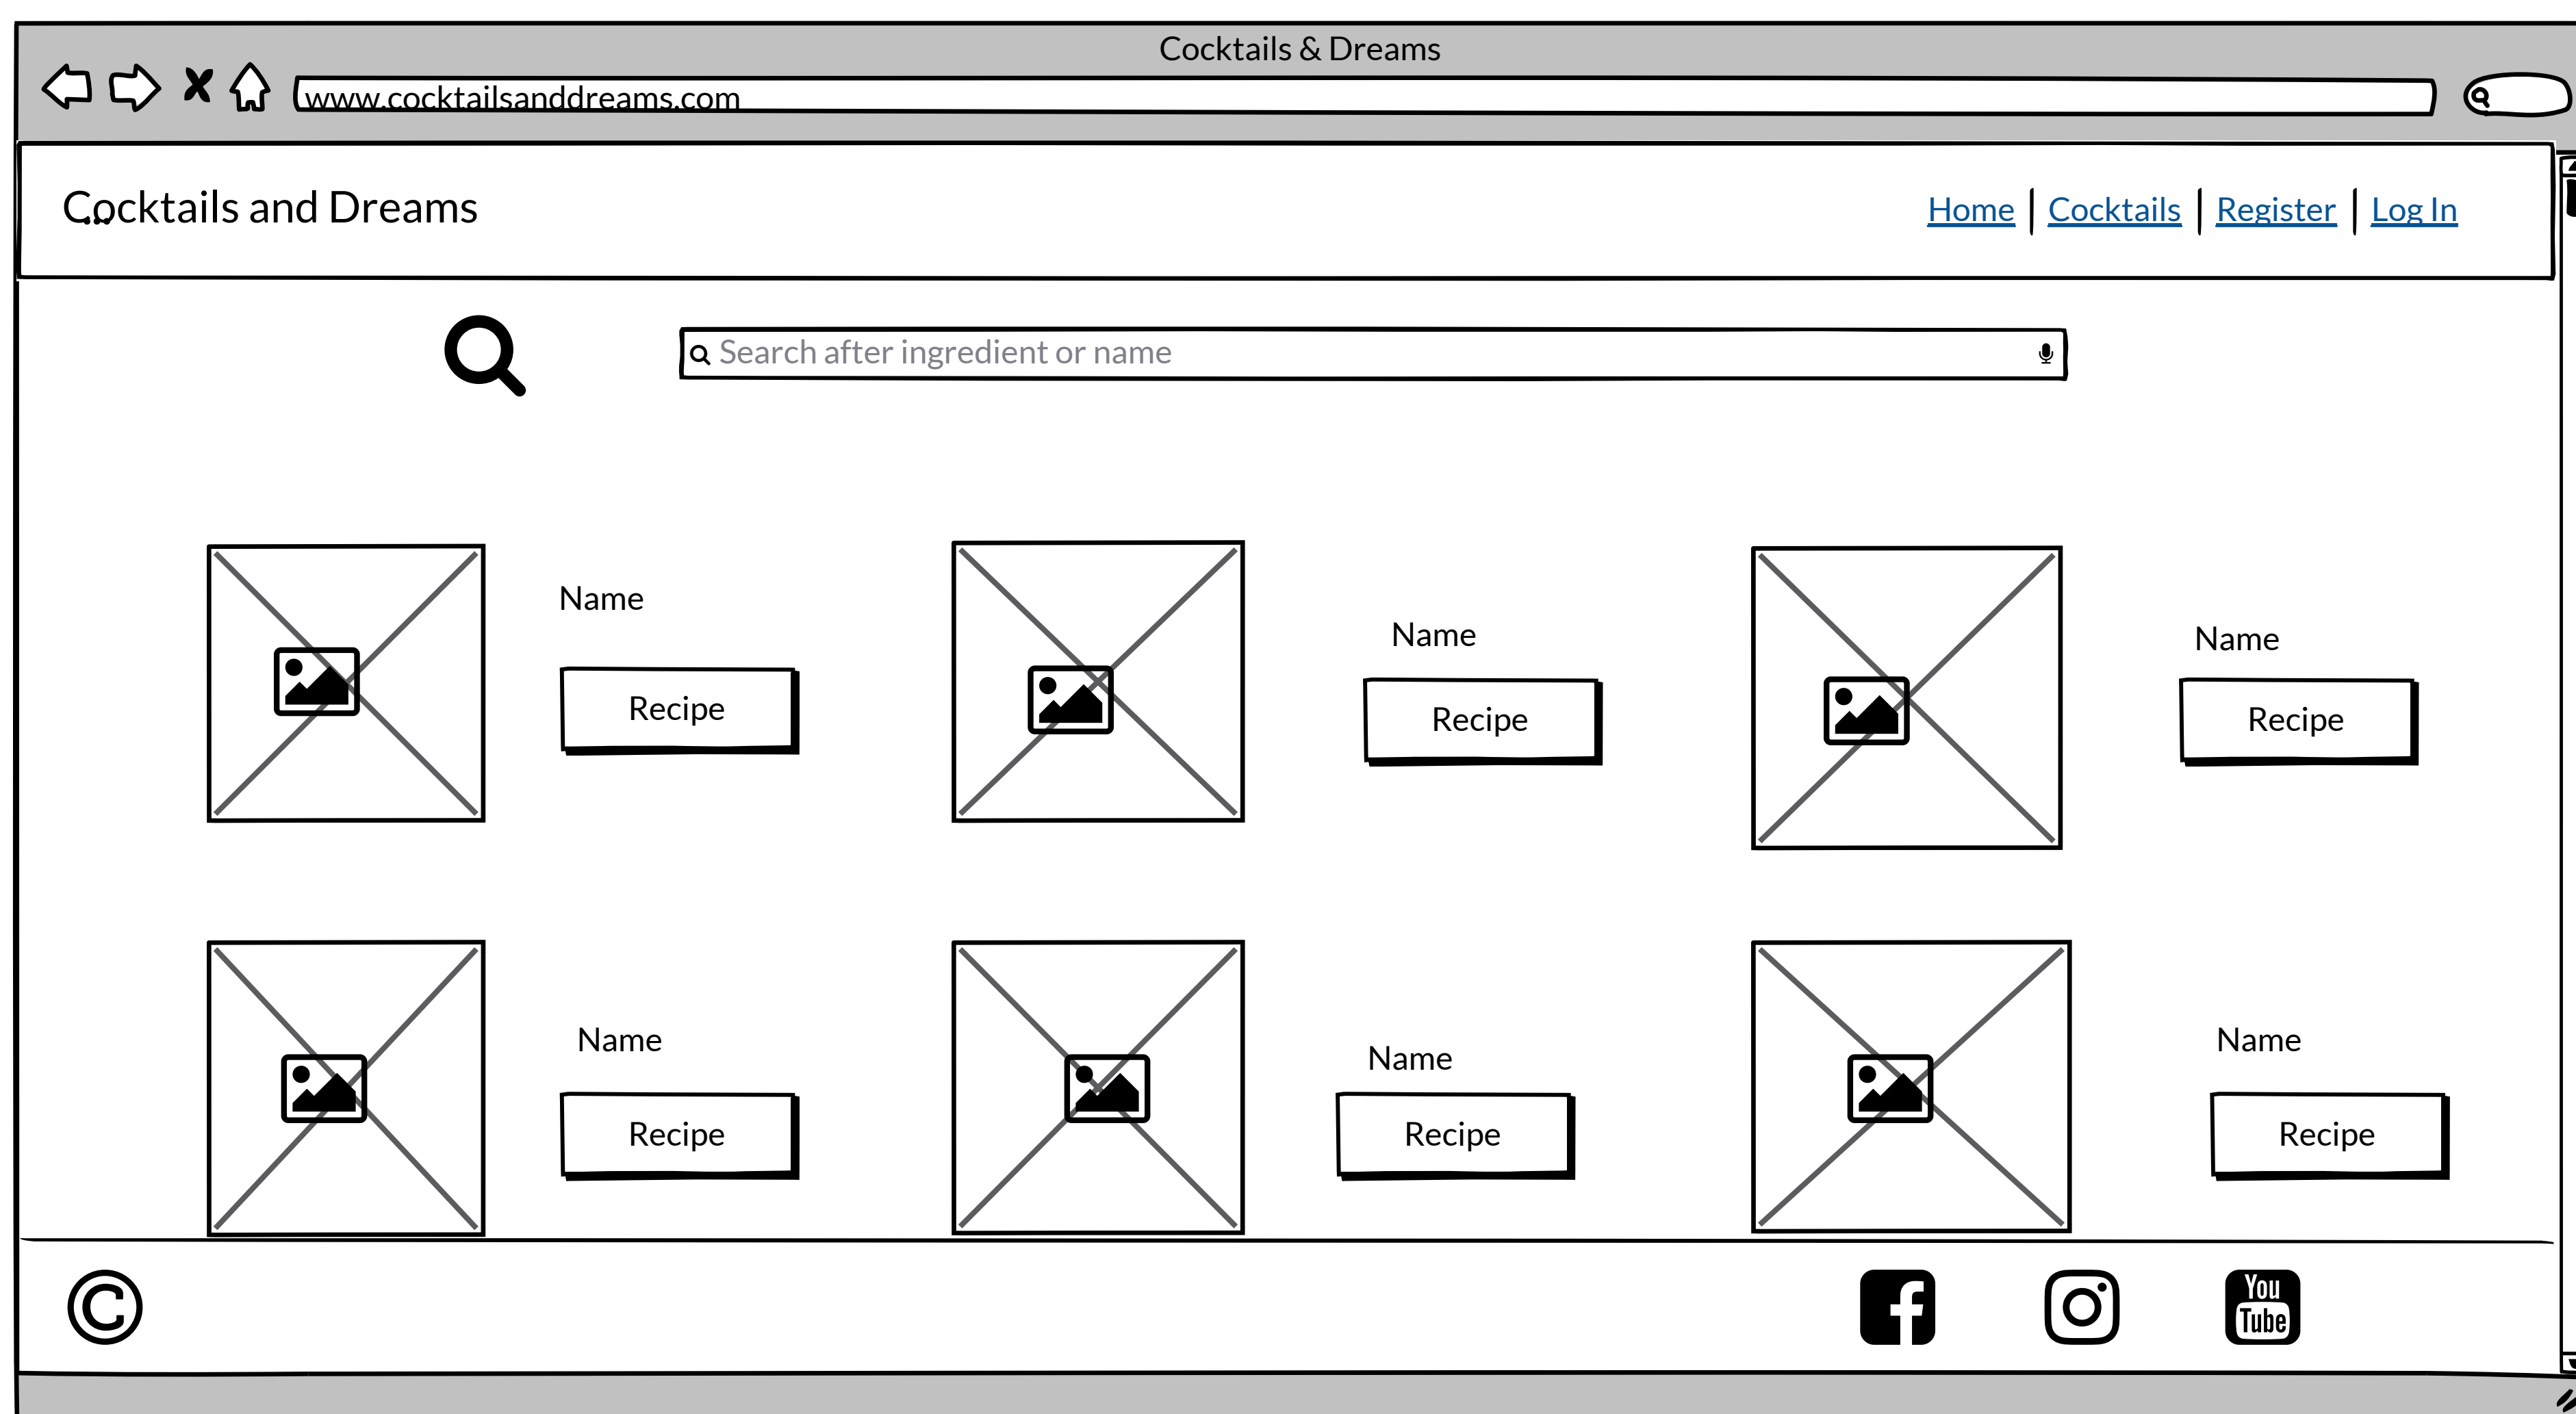 Cocktails & Dreams
www.cocktailsanddreams.com
Cocktails and Dreams
...
Home | Cocktails | Register | Log In
Search after ingredient or name
Name
Name
Name
Recipe
Recipe
Recipe
Name
Name
Name
Recipe
Recipe
Recipe
©
You
Tube